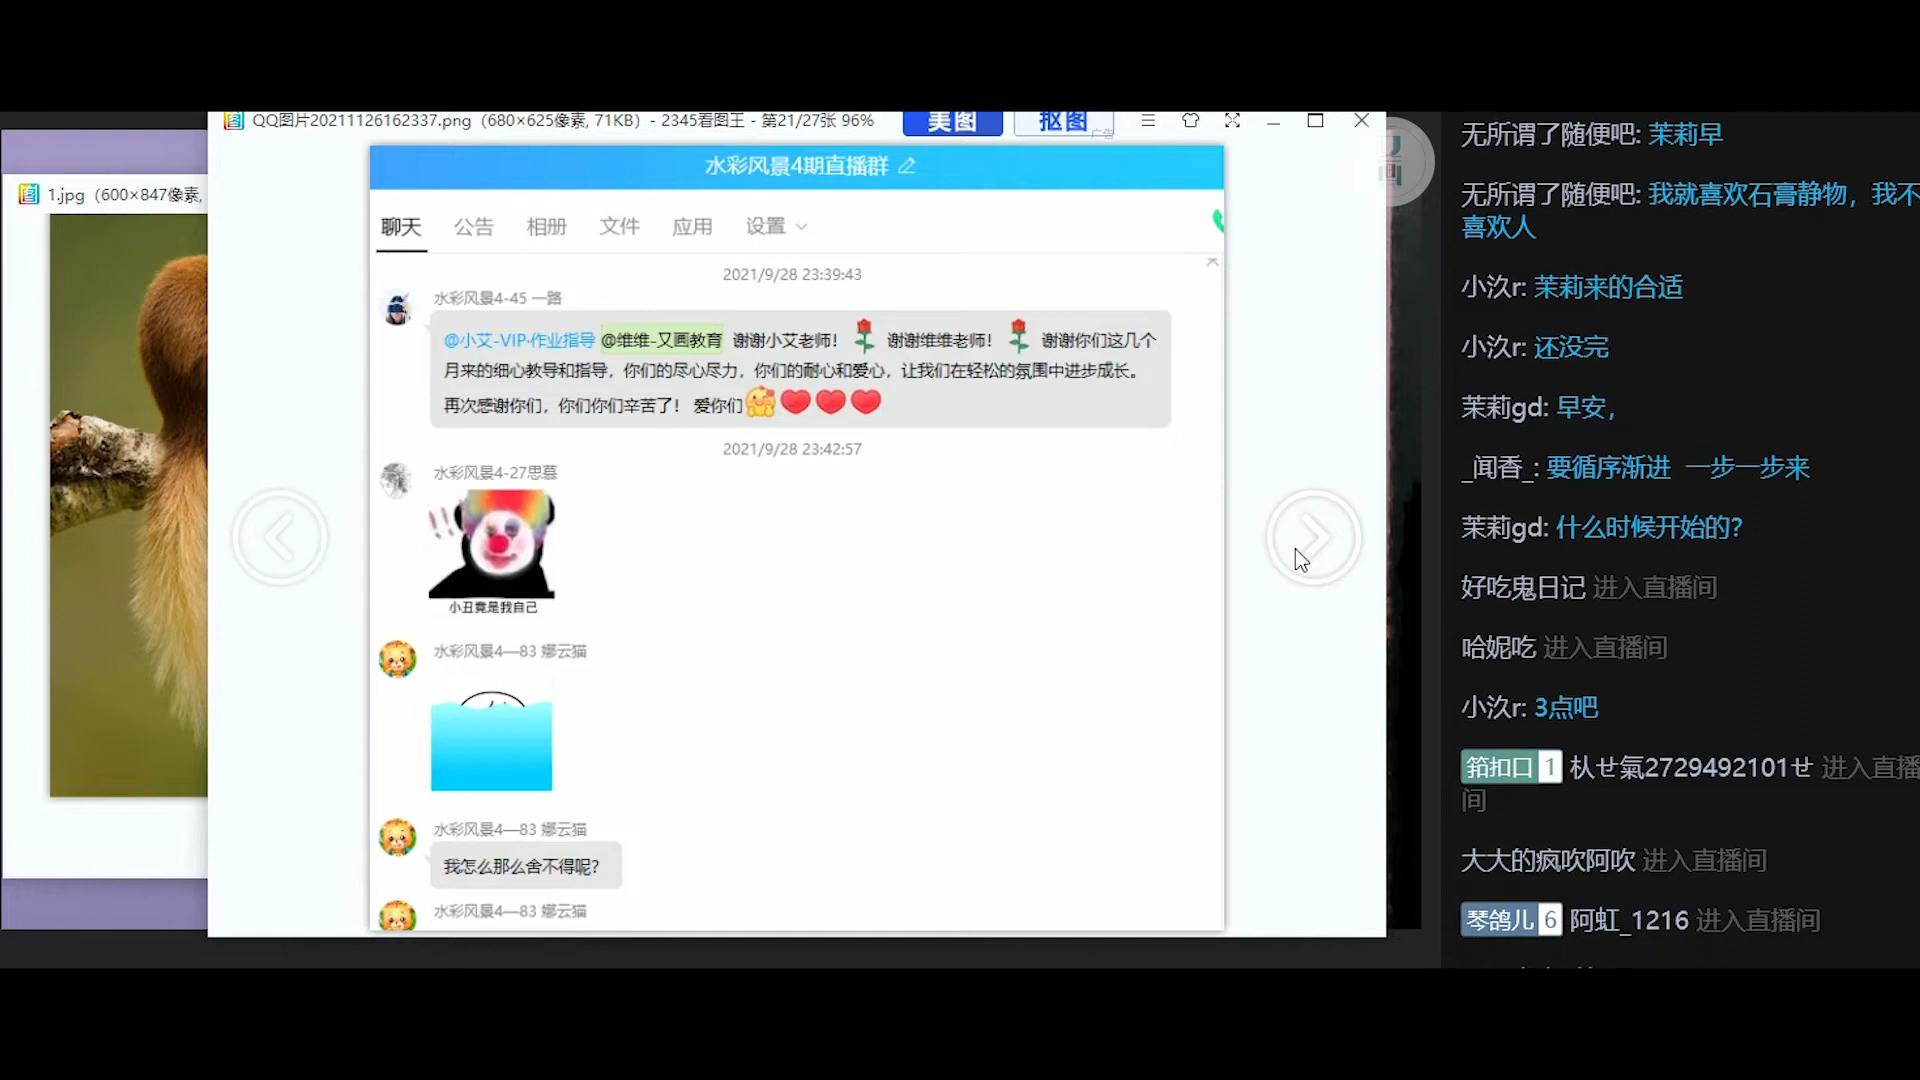 QQ图片20211126162337.png（680×625像素, 71KB）- 2345看图王 - 第21/27张 96%
美图
抠图
广告
1.jpg（600×847像素,
水彩风景4期直播群
聊天 公告 相册 文件 应用 设置
2021/9/28 23:39:43
水彩风景4-45 一路
@小艾-VIP·作业指导 @维维-又画教育 谢谢小艾老师！ 谢谢维维老师！ 谢谢你们这几个
月来的细心教导和指导，你们的尽心尽力，你们的耐心和爱心，让我们在轻松的氛围中进步成长。
再次感谢你们，你们你们辛苦了！ 爱你们
2021/9/28 23:42:57
水彩风景4-27思慕
小丑竟是我自己
水彩风景4—83 娜云猫
水彩风景4—83 娜云猫
我怎么那么舍不得呢？
水彩风景4—83 娜云猫
无所谓了随便吧: 茉莉早
无所谓了随便吧: 我就喜欢石膏静物，我不
喜欢人
小汷r: 茉莉来的合适
小汷r: 还没完
茉莉gd: 早安，
_闻香_: 要循序渐进 一步一步来
茉莉gd: 什么时候开始的？
好吃鬼日记 进入直播间
哈妮吃 进入直播间
小汷r: 3点吧
筘扣口 1 杁せ氣2729492101せ 进入直播
间
大大的疯吹阿吹 进入直播间
琴鸽儿 6 阿虹_1216 进入直播间